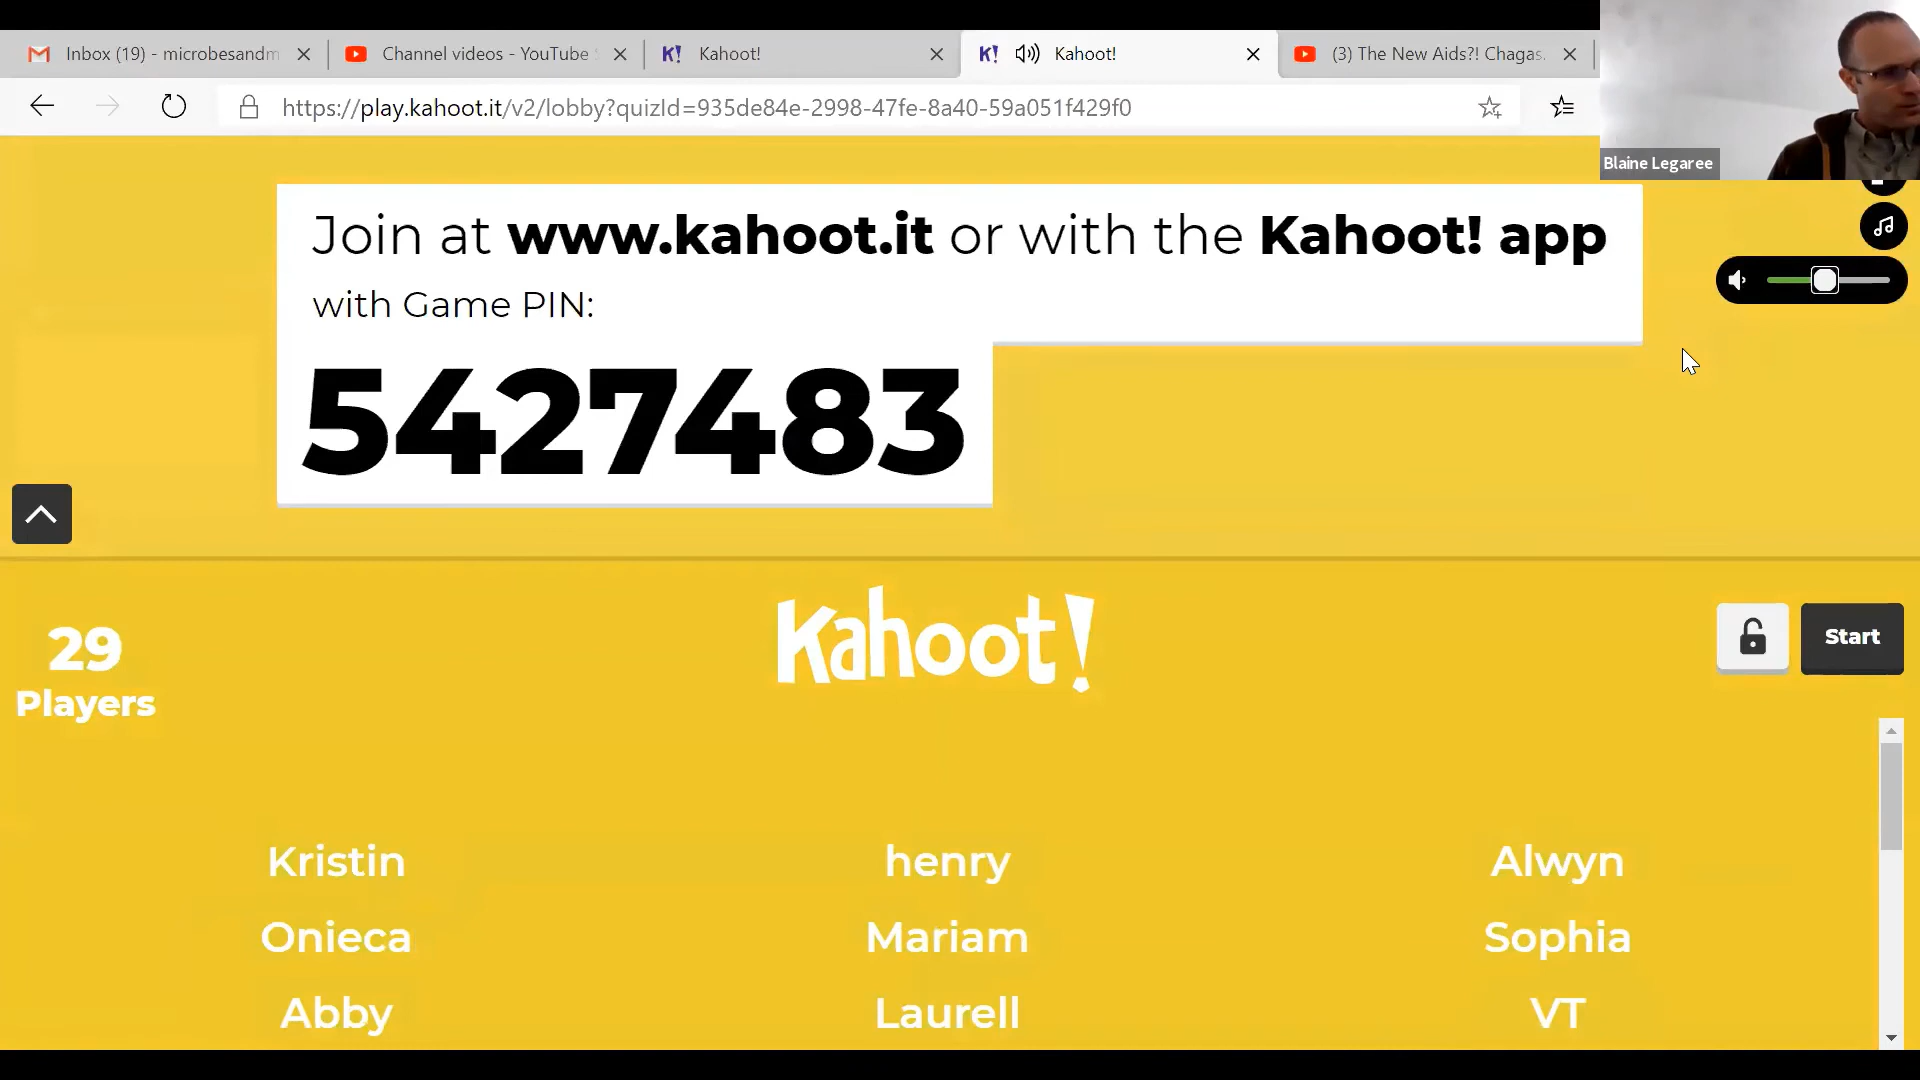 Inbox (19) - microbesandm
Channel videos - YouTube
Kahoot!
Kahoot!
(3) The New Aids?! Chagas.
https://play.kahoot.it/v2/lobby?quizId=935de84e-2998-47fe-8a40-59a051f429f0
Blaine Legaree
Join at www.kahoot.it or with the Kahoot! app
with Game PIN:
5427483
29
Players
Kahoot!
Start
Kristin henry Alwyn
Onieca Mariam Sophia
Abby Laurell VT